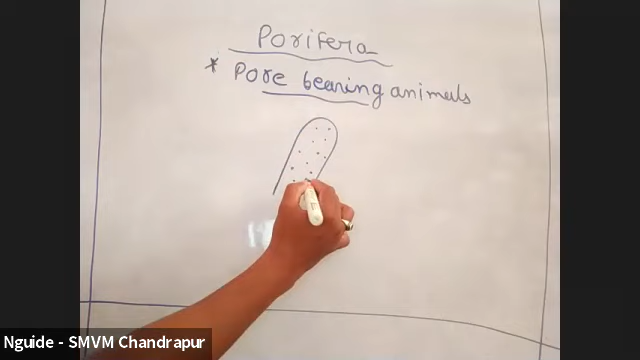 Porifera
* Pore bearing animals
Nguide - SMVM Chandrapur